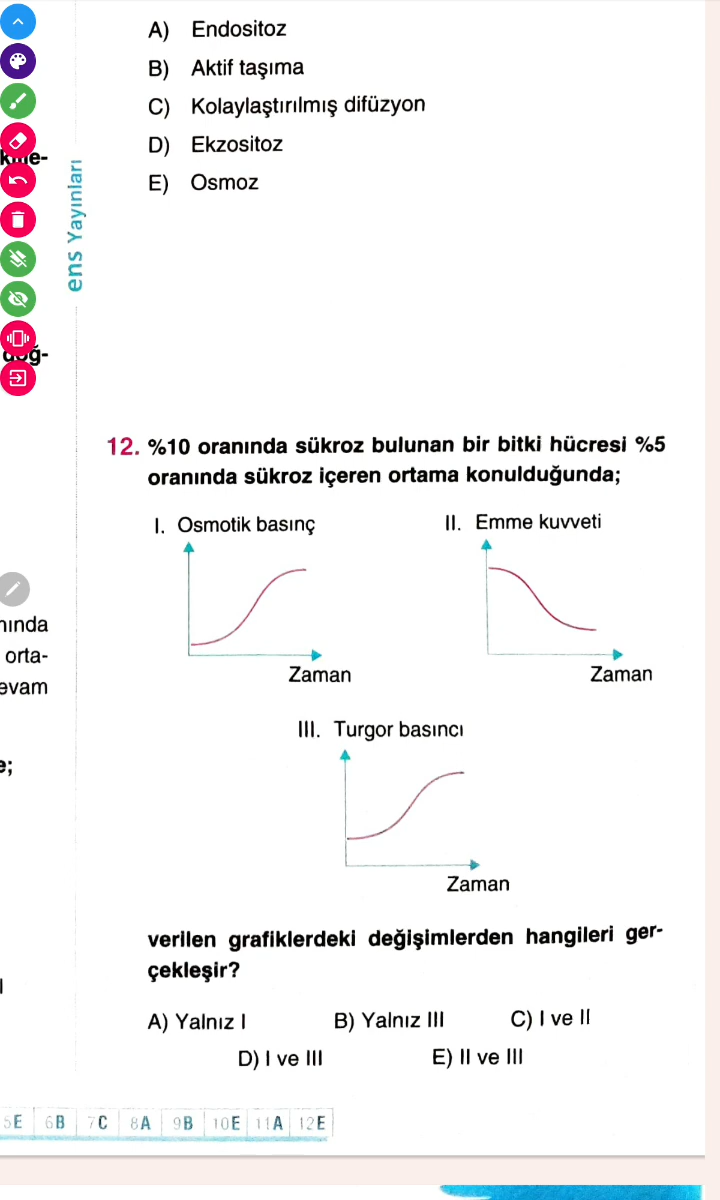 A) Endositoz
B) Aktif taşıma
C) Kolaylaştırılmış difüzyon
D) Ekzositoz
E) Osmoz
ens Yayınları
doğ-
12. %10 oranında sükroz bulunan bir bitki hücresi %5
oranında sükroz içeren ortama konulduğunda;
I. Osmotik basınç
II. Emme kuvveti
Zaman
Zaman
III. Turgor basıncı
Zaman
verilen grafiklerdeki değişimlerden hangileri ger-
çekleşir?
A) Yalnız I
B) Yalnız III
C) I ve II
D) I ve III
E) II ve III
orta-
evam
5E 6B 7C 8A 9B 10E 11A 12E